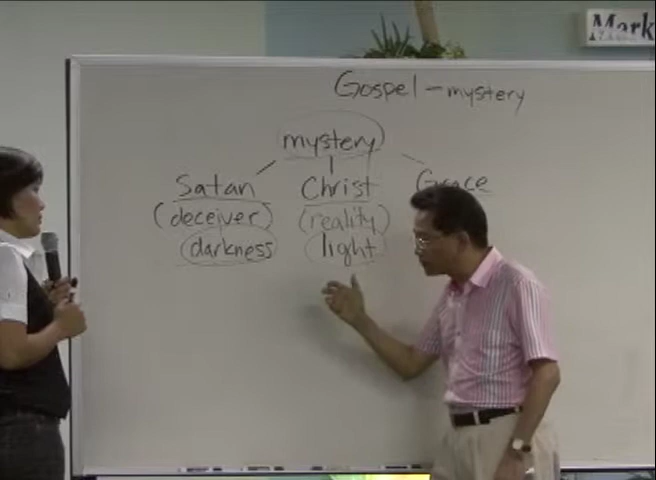 Mark
Gospel - mystery
mystery
Satan Christ Grace
(deceiver) (reality)
darkness light